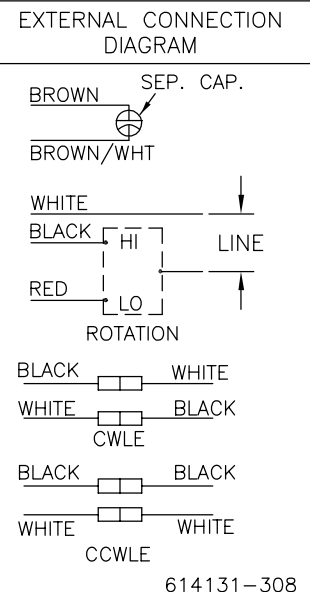 EXTERNAL CONNECTION
DIAGRAM
SEP. CAP.
BROWN
BROWN/WHT
WHITE
BLACK
HI
LINE
RED
LO
ROTATION
BLACK WHITE
WHITE BLACK
CWLE
BLACK BLACK
WHITE WHITE
CCWLE
614131-308